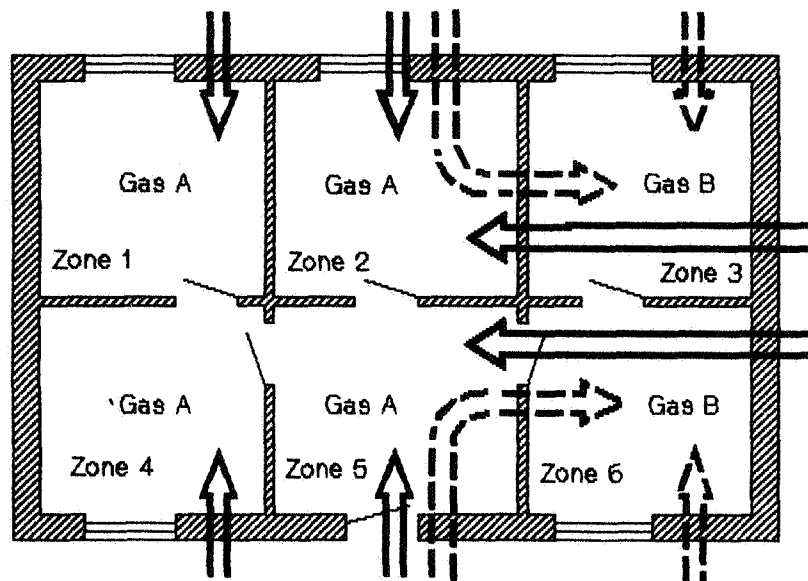 Gas A
Gas A
Gas B
Zone 1
Zone 2
Zone 3
Gas A
Gas A
Gas B
Zone 4
Zone 5
Zone 6